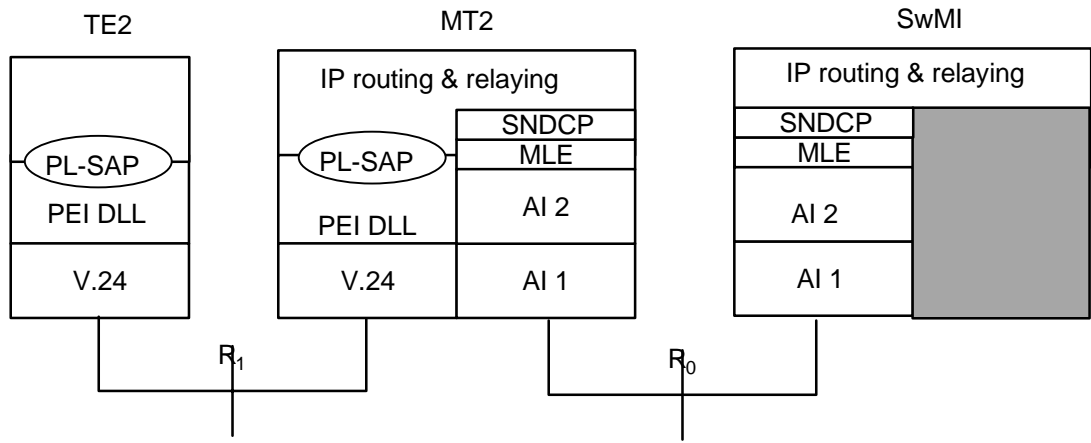 TE2
MT2
SwMI
IP routing & relaying
IP routing & relaying
SNDCP
SNDCP
PL-SAP
PL-SAP
MLE
MLE
PEI DLL
PEI DLL
AI 2
AI 2
V.24
V.24
AI 1
AI 1
R1
R0